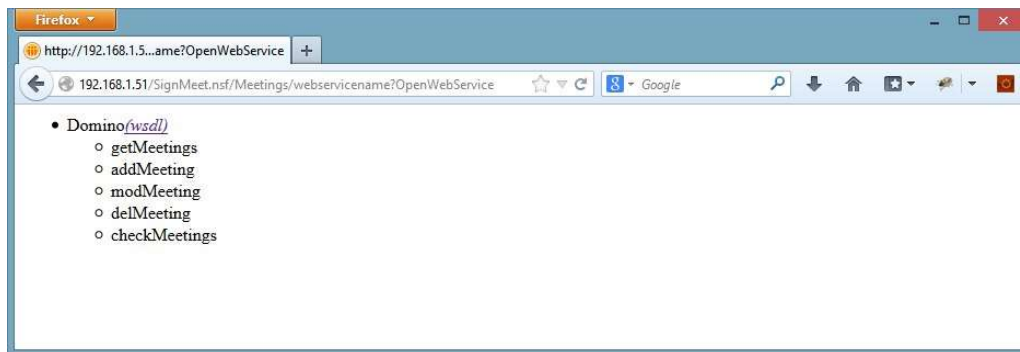 Firefox
http://192.168.1.5...ame?OpenWebService
192.168.1.51/SignMeet.nsf/Meetings/webservicename?OpenWebService
Google
Domino(wsdl)
getMeetings
addMeeting
modMeeting
delMeeting
checkMeetings